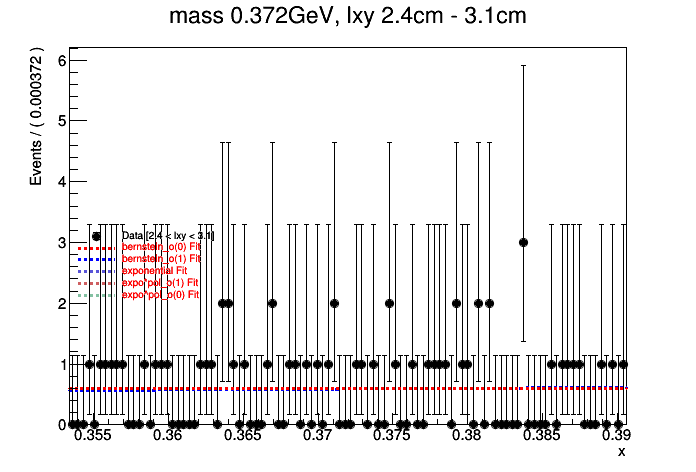 mass 0.372GeV, lxy 2.4cm - 3.1cm
Events / ( 0.000372 )
6
5
4
3
2
1
0
Data [2.4 < lxy < 3.1]
bernstein_o(0) Fit
bernstein_o(1) Fit
exponential Fit
expo*pol_o(1) Fit
expo*pol_o(0) Fit
0.355 0.36 0.365 0.37 0.375 0.38 0.385 0.39
x